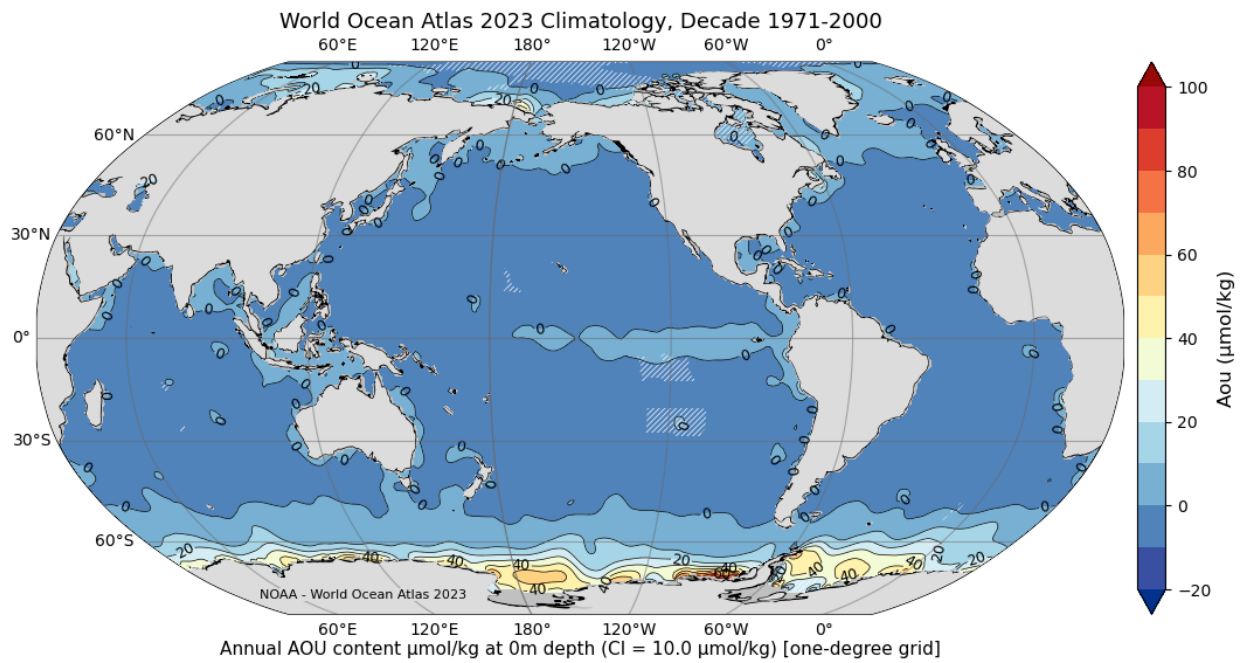 World Ocean Atlas 2023 Climatology, Decade 1971-2000
60°E 120°E 180°W 120°W 60°W 0°
60°N
30°N
0°
30°S
60°S
NOAA - World Ocean Atlas 2023
60°E 120°E 180°W 120°W 60°W 0°
Annual AOU content µmol/kg at 0m depth (CI = 10.0 µmol/kg) [one-degree grid]
100
80
60
40
20
0
−20
Aou (µmol/kg)